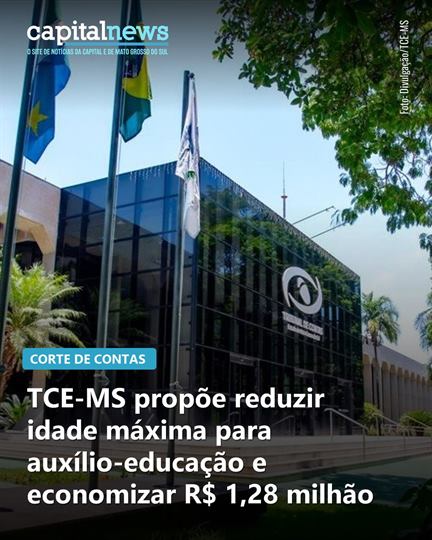 capitalnews
O SITE DE NOTÍCIAS DA CAPITAL E DE MATO GROSSO DO SUL
Foto: Divulgação/TCE-MS
TRIBUNAL DE CONTAS
CORTE DE CONTAS
TCE-MS propõe reduzir
idade máxima para
auxílio-educação e
economizar R$ 1,28 milhão